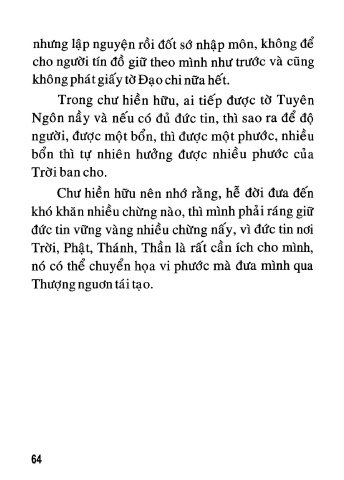 nhưng lập nguyện rồi đốt sớ nhập môn, không để
cho người tín đồ giữ theo mình như trước và cũng
không phát giấy tờ Đạo chi nữa hết.
Trong chư hiền hữu, ai tiếp được tờ Tuyên
Ngôn nầy và nếu có đủ đức tin, thì sao ra để độ
người, được một bổn, thì được một phước, nhiều
bổn thì tự nhiên hưởng được nhiều phước của
Trời ban cho.
Chư hiền hữu nên nhớ rằng, hễ đời đưa đến
khó khăn nhiều chừng nào, thì mình phải ráng giữ
đức tin vững vàng nhiều chừng nấy, vì đức tin nơi
Trời, Phật, Thánh, Thần là rất cần ích cho mình,
nó có thể chuyển họa vi phước mà đưa mình qua
Thượng nguơn tái tạo.
64